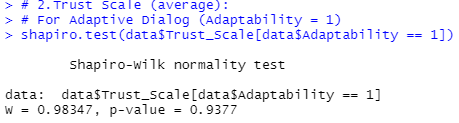 > # 2.Trust Scale (average):
> # For Adaptive Dialog (Adaptability = 1)
> shapiro.test(data$Trust_Scale[data$Adaptability == 1])
Shapiro-Wilk normality test
data:  data$Trust_Scale[data$Adaptability == 1]
W = 0.98347, p-value = 0.9377